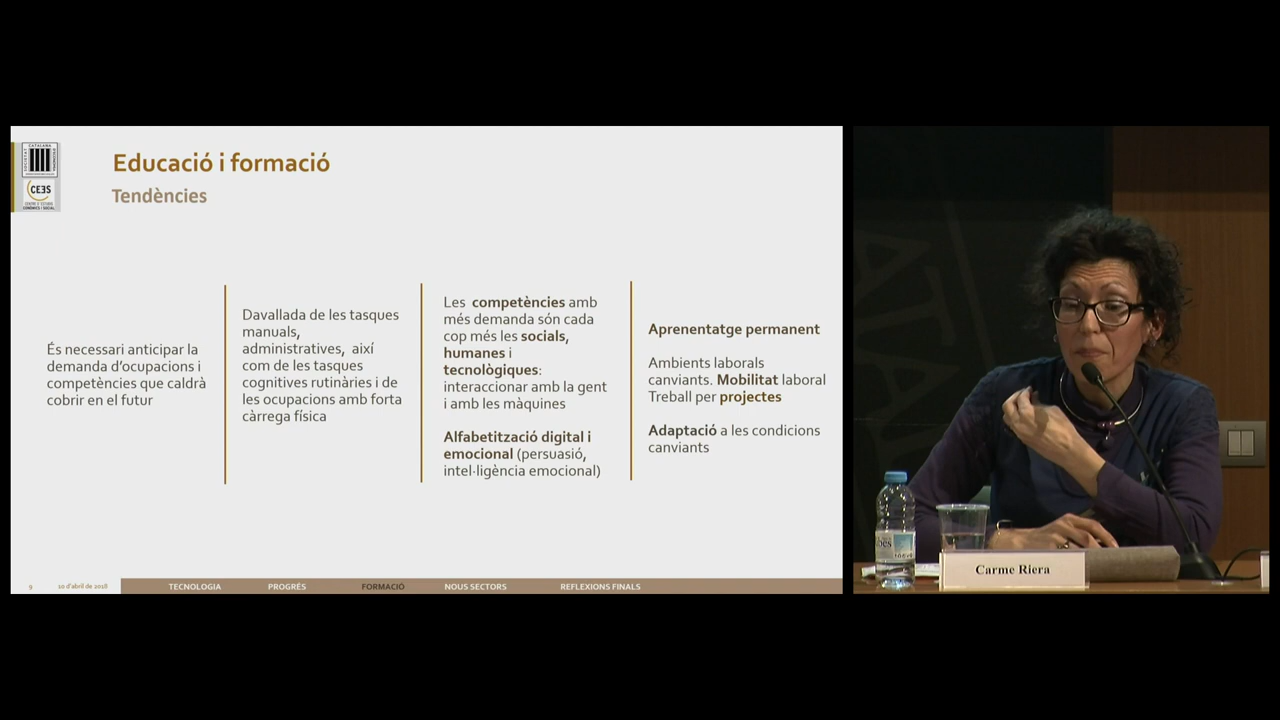 Educació i formació
Tendències
CATALANA
SOCIETAT
CEES
És necessari anticipar la
demanda d'ocupacions i
competències que caldrà
cobrir en el futur
Davallada de les tasques
manuals,
administratives, així
com de les tasques
cognitives rutinàries i de
les ocupacions amb forta
càrrega física
Les competències amb
més demanda són cada
cop més les socials,
humanes i
tecnològiques:
interaccionar amb la gent
i amb les màquines
Alfabetització digital i
emocional (persuasió,
intel·ligència emocional)
Aprenentatge permanent
Ambients laborals
canviants. Mobilitat laboral
Treball per projectes
Adaptació a les condicions
canviants
9 10 d'abril de 2018 TECNOLOGIA PROGRÉS FORMACIÓ NOUS SECTORS REFLEXIONS FINALS
Carme Riera